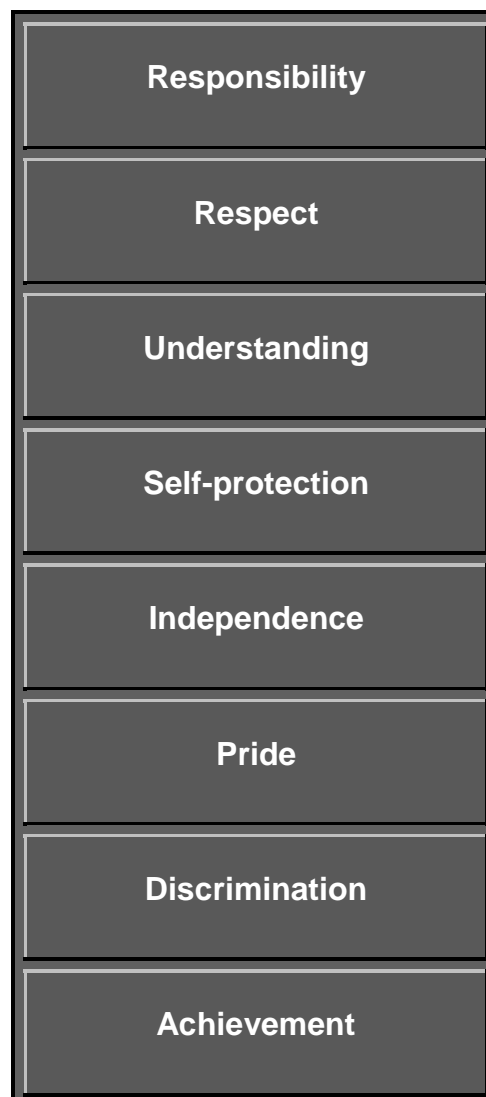 Responsibility
Respect
Understanding
Self-protection
Independence
Pride
Discrimination
Achievement